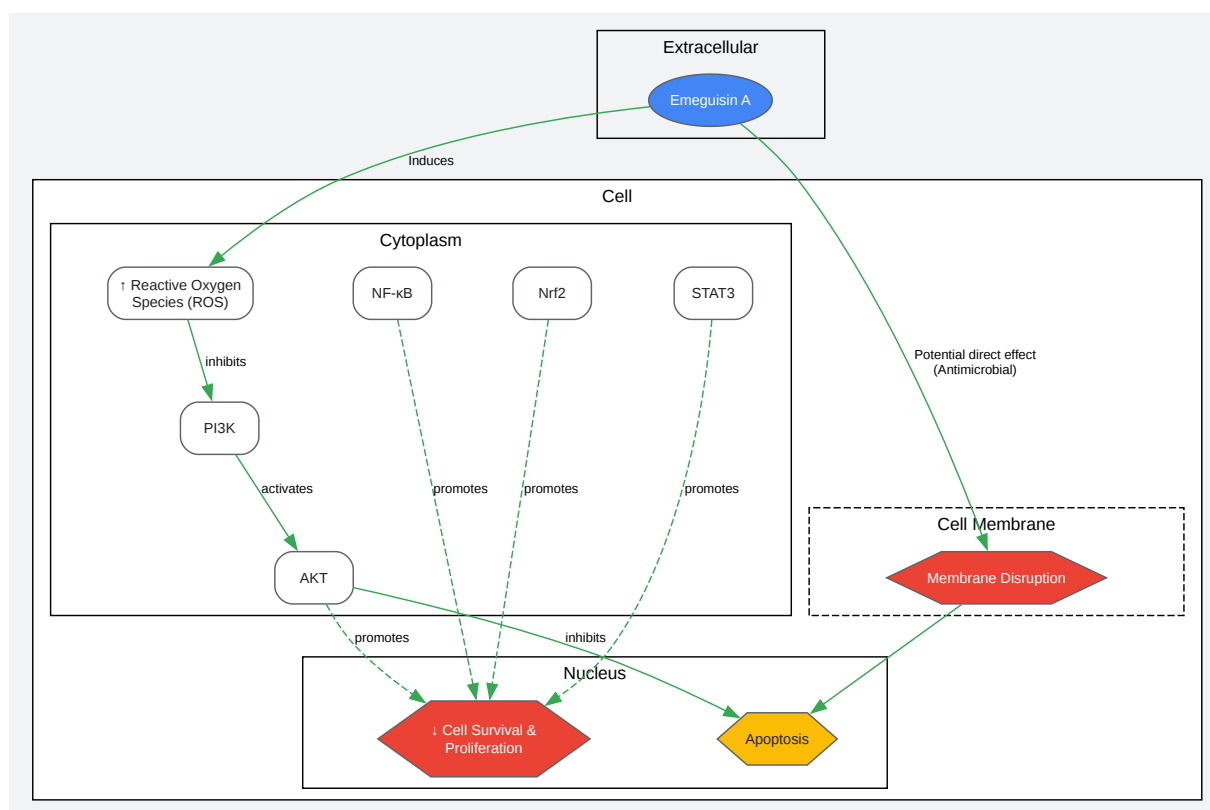 Extracellular
Emeguisin A
Induces
Cell
Cytoplasm
↑ Reactive Oxygen
Species (ROS)
NF-κB
Nrf2
STAT3
inhibits
Potential direct effect
(Antimicrobial)
PI3K
activates
promotes
promotes
promotes
Cell Membrane
AKT
Membrane Disruption
promotes
inhibits
Nucleus
↓ Cell Survival &
Proliferation
Apoptosis